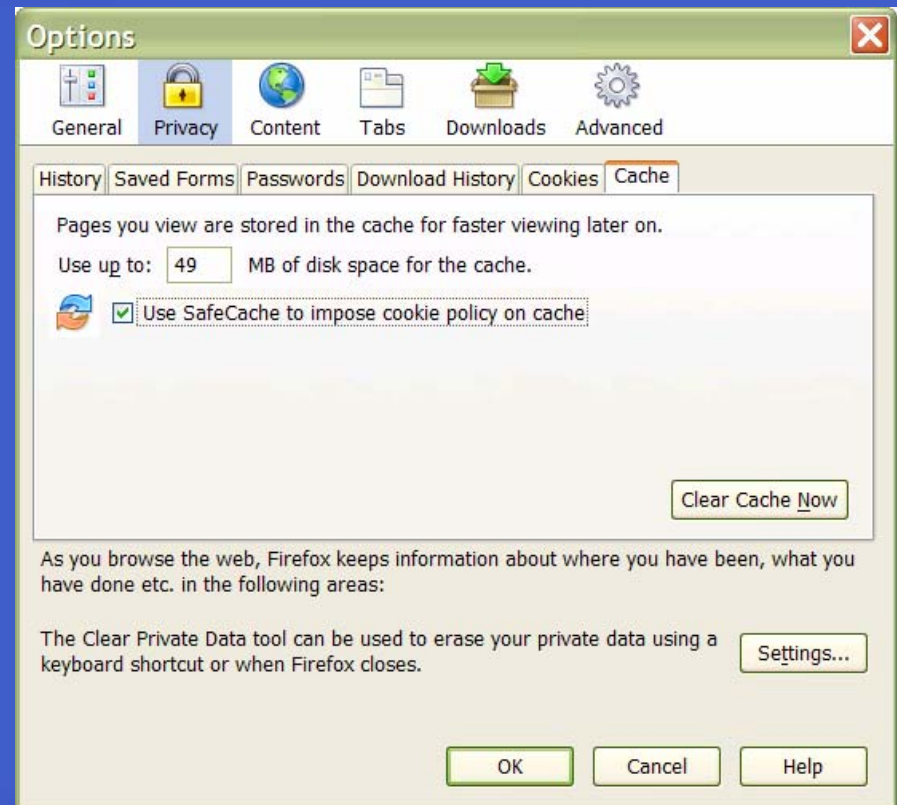 Options
General Privacy Content Tabs Downloads Advanced
History Saved Forms Passwords Download History Cookies Cache
Pages you view are stored in the cache for faster viewing later on.
Use up to: 49 MB of disk space for the cache.
Use SafeCache to impose cookie policy on cache
Clear Cache Now
As you browse the web, Firefox keeps information about where you have been, what you
have done etc. in the following areas:
The Clear Private Data tool can be used to erase your private data using a
keyboard shortcut or when Firefox closes.
Settings...
OK Cancel Help